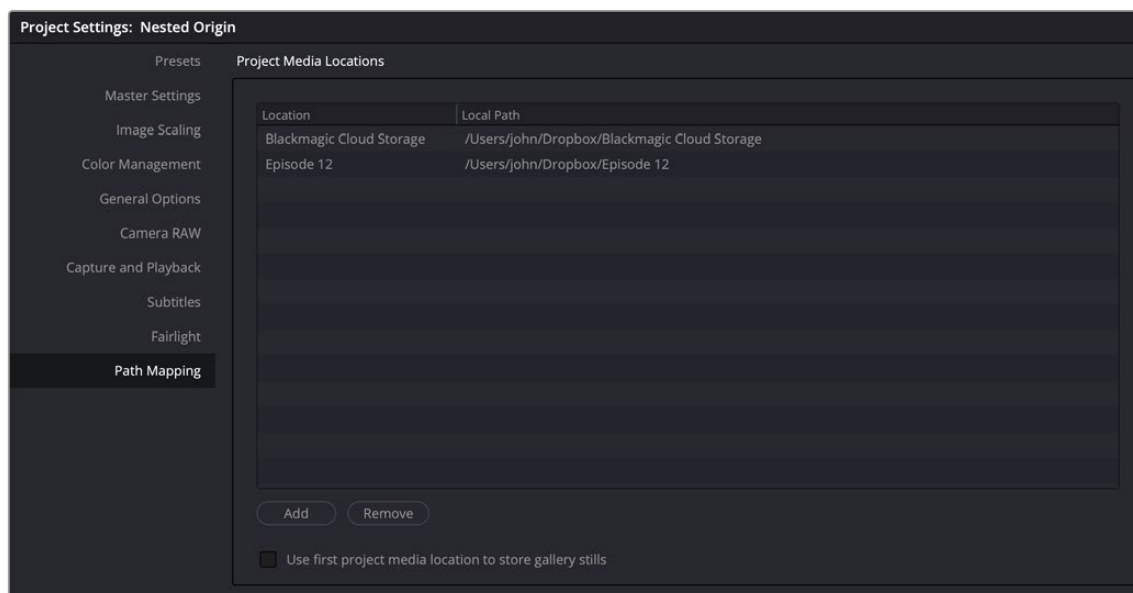 Project Settings: Nested Origin
Presets
Master Settings
Image Scaling
Color Management
General Options
Camera RAW
Capture and Playback
Subtitles
Fairlight
Path Mapping
Project Media Locations
Location Local Path
Blackmagic Cloud Storage /Users/john/Dropbox/Blackmagic Cloud Storage
Episode 12 /Users/john/Dropbox/Episode 12
Add Remove
Use first project media location to store gallery stills